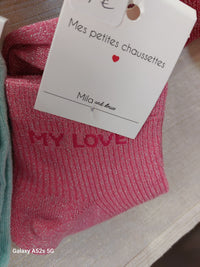 €
Mes petites chaussettes
Mila
MY LOVE
Galaxy A52s 5G